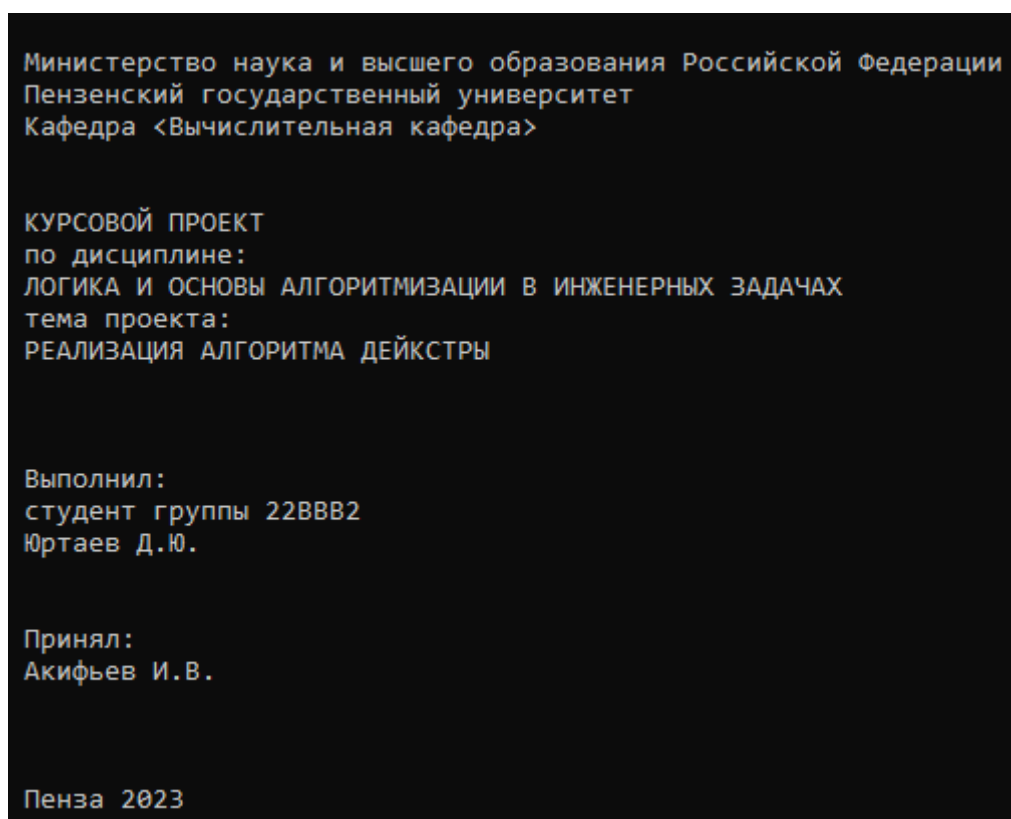 Министерство наука и высшего образования Российской Федерации
Пензенский государственный университет
Кафедра <Вычислительная кафедра>
КУРСОВОЙ ПРОЕКТ
по дисциплине:
ЛОГИКА И ОСНОВЫ АЛГОРИТМИЗАЦИИ В ИНЖЕНЕРНЫХ ЗАДАЧАХ
тема проекта:
РЕАЛИЗАЦИЯ АЛГОРИТМА ДЕЙКСТРЫ
Выполнил:
студент группы 22ВВВ2
Юртаев Д.Ю.
Принял:
Акифьев И.В.
Пенза 2023